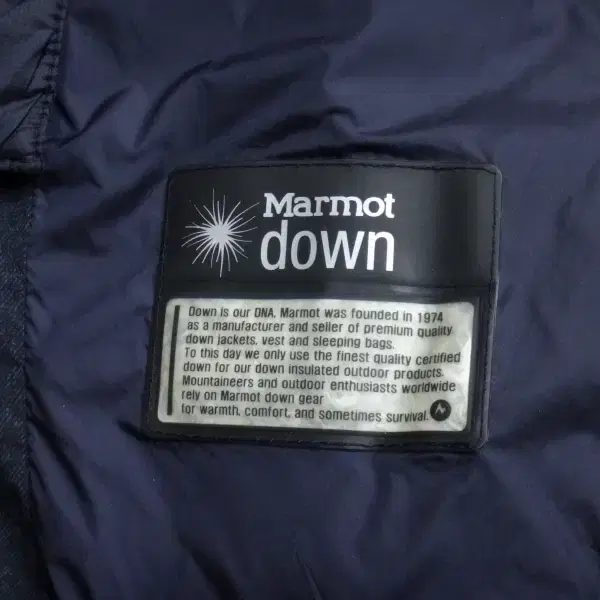 Marmot
down
Down is our DNA. Marmot was founded in 1974
as a manufacturer and seller of premium quality
down jackets, vest and sleeping bags.
To this day we only use the finest quality certified
down for our down insulated outdoor products.
Mountaineers and outdoor enthusiasts worldwide
rely on Marmot down gear
for warmth, comfort, and sometimes survival.